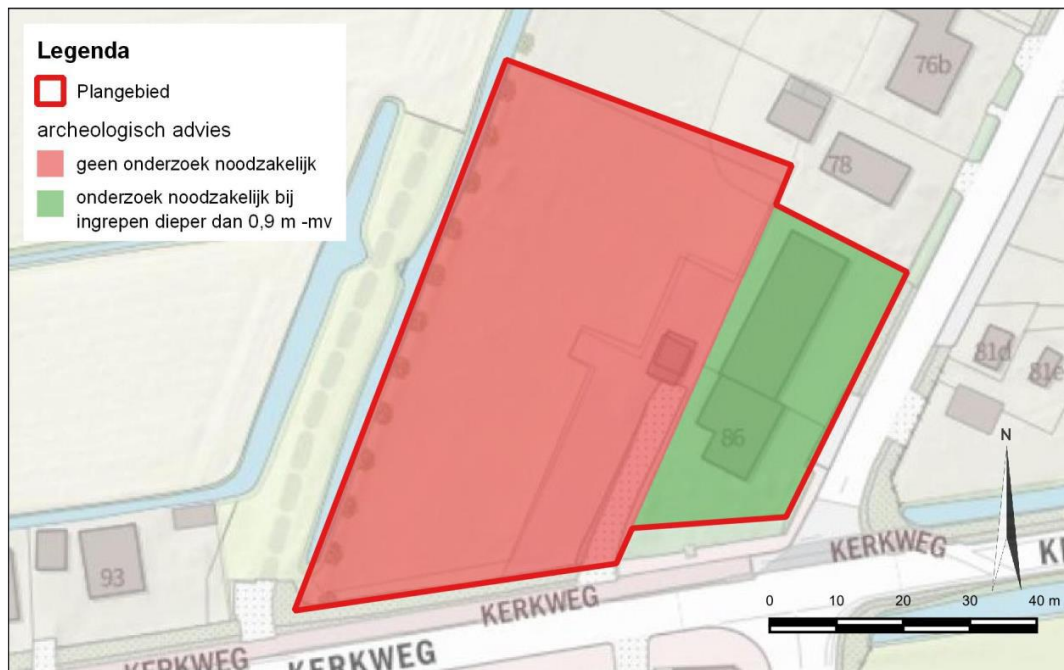 Legenda
Plangebied
archeologisch advies
geen onderzoek noodzakelijk
onderzoek noodzakelijk bij
ingrepen dieper dan 0,9 m -mv
76b
78
81d
81e
86
93
N
KERKWEG
KERKWEG
KERKWEG
KERKWEG
0 10 20 30 40 m